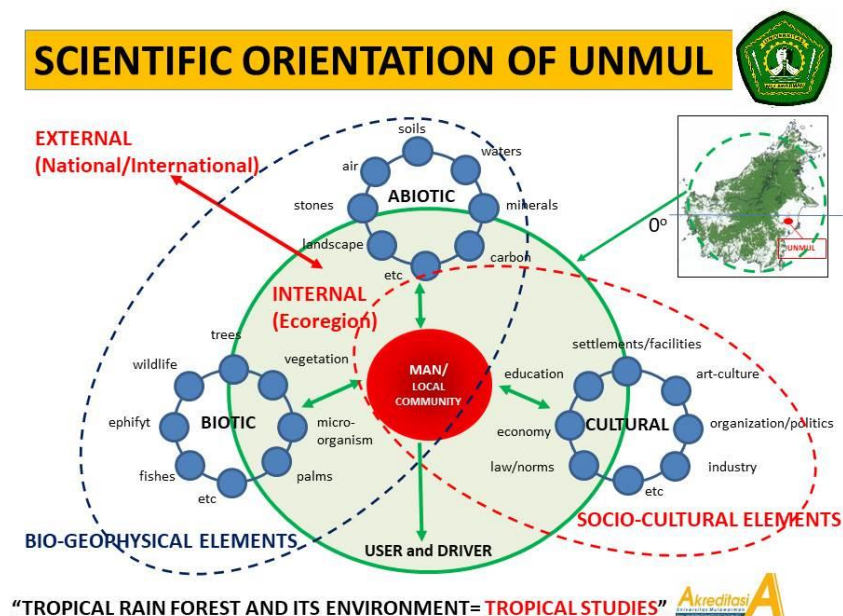 SCIENTIFIC ORIENTATION OF UNMUL
EXTERNAL
(National/International)
soils
waters
air
ABIOTIC
stones
minerals
landscape
carbon
etc
0°
UNMUL
INTERNAL
(Ecoregion)
trees
wildlife
vegetation
ephifyt
BIOTIC
micro-
organism
fishes
palms
etc
MAN/
LOCAL
COMMUNITY
settlements/facilities
education
art-culture
economy
CULTURAL
organization/politics
law/norms
industry
etc
BIO-GEOPHYSICAL ELEMENTS
USER and DRIVER
SOCIO-CULTURAL ELEMENTS
“TROPICAL RAIN FOREST AND ITS ENVIRONMENT= TROPICAL STUDIES”
Akreditasi A
Universitas Mulawarman